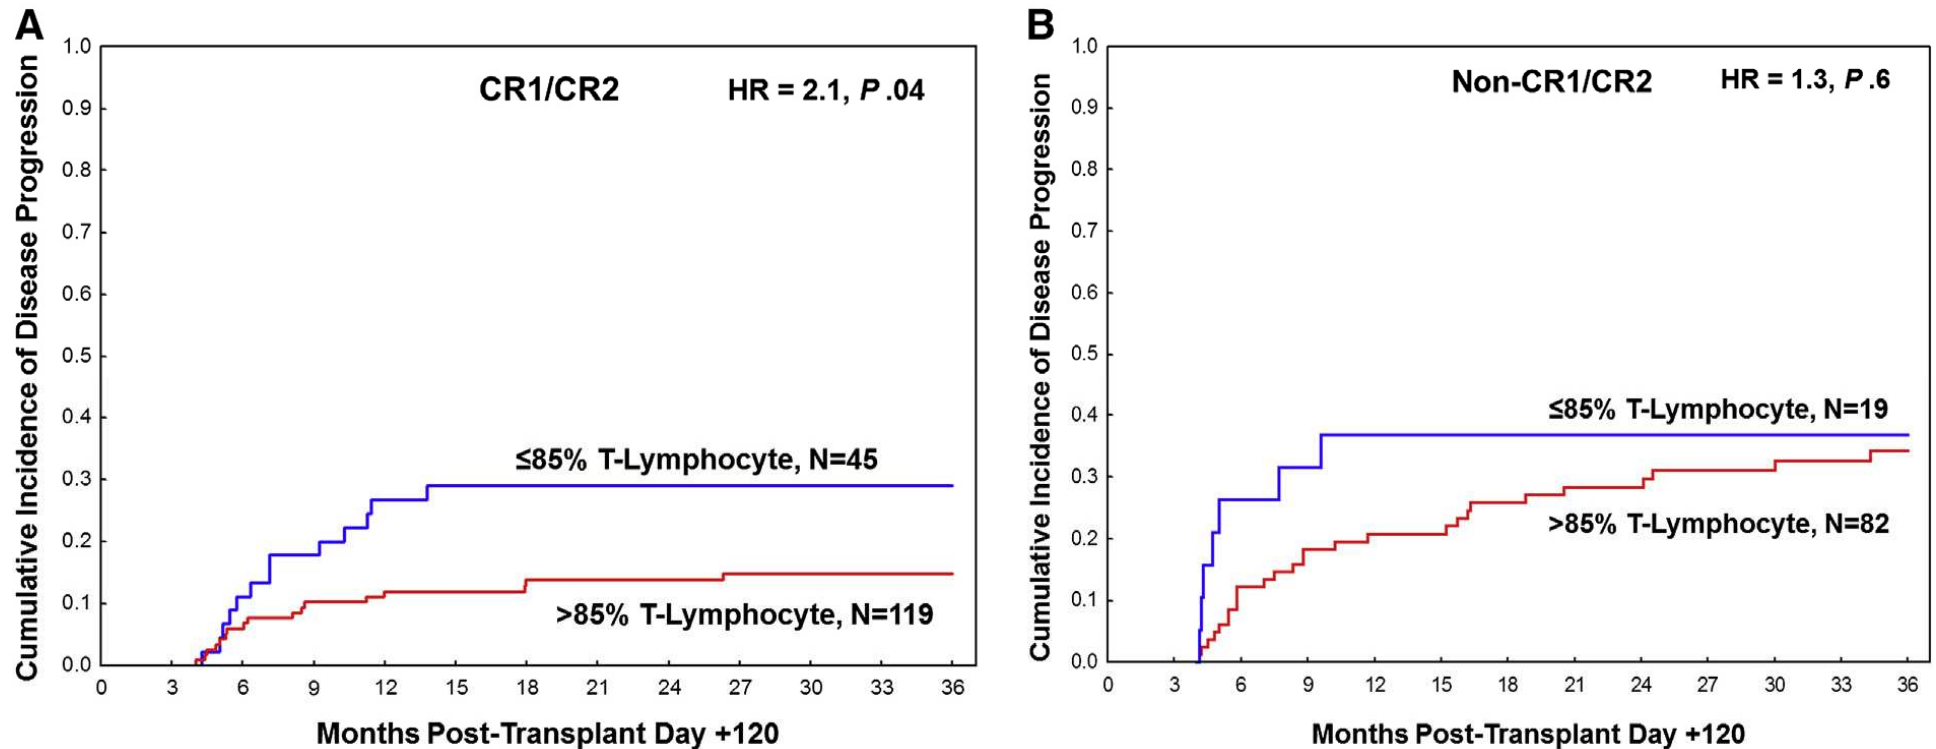 A
CR1/CR2
HR = 2.1, P .04
Cumulative Incidence of Disease Progression
1.0
0.9
0.8
0.7
0.6
0.5
0.4
0.3
0.2
0.1
0.0
≤85% T-Lymphocyte, N=45
>85% T-Lymphocyte, N=119
0 3 6 9 12 15 18 21 24 27 30 33 36
Months Post-Transplant Day +120
B
Non-CR1/CR2
HR = 1.3, P .6
Cumulative Incidence of Disease Progression
1.0
0.9
0.8
0.7
0.6
0.5
0.4
0.3
0.2
0.1
0.0
≤85% T-Lymphocyte, N=19
>85% T-Lymphocyte, N=82
0 3 6 9 12 15 18 21 24 27 30 33 36
Months Post-Transplant Day +120